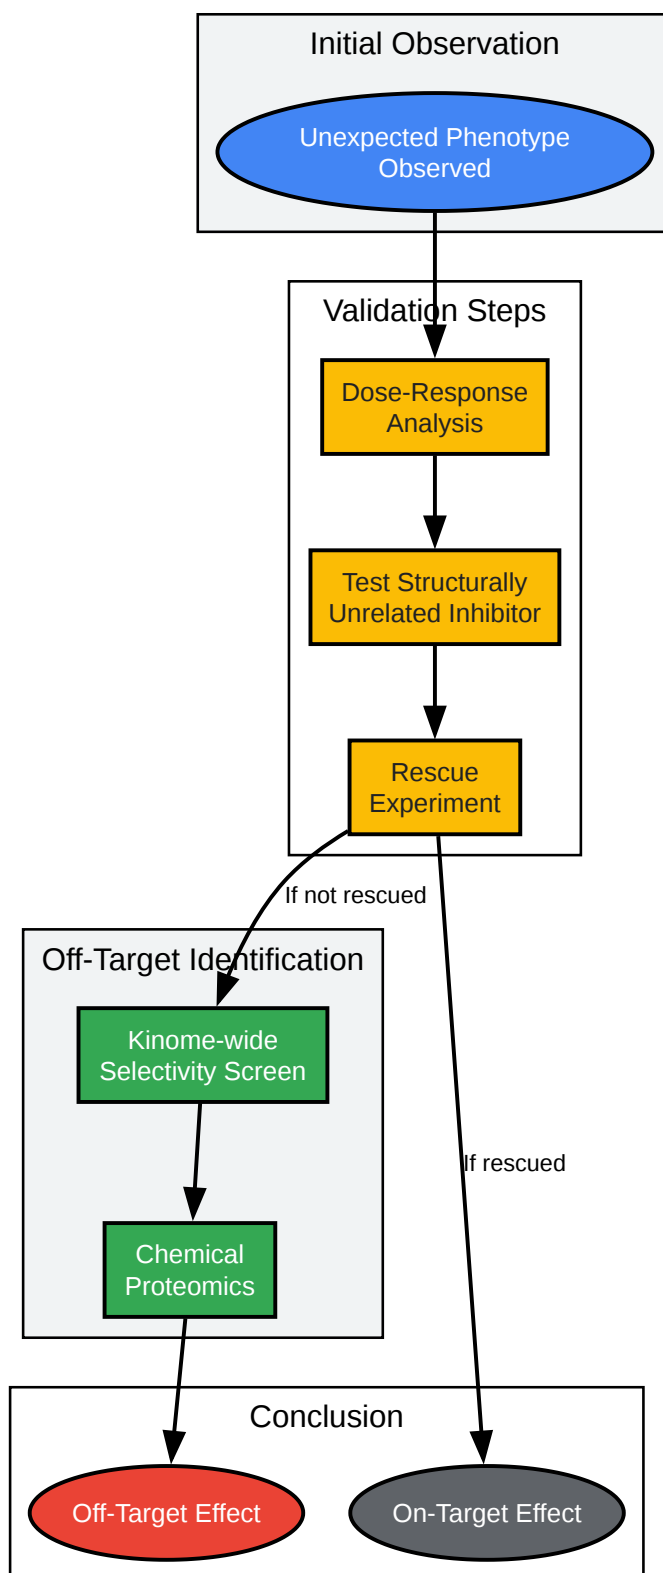 Initial Observation
Unexpected Phenotype
Observed
Validation Steps
Dose-Response
Analysis
Test Structurally
Unrelated Inhibitor
Rescue
Experiment
If not rescued
Off-Target Identification
Kinome-wide
Selectivity Screen
If rescued
Chemical
Proteomics
Conclusion
Off-Target Effect
On-Target Effect